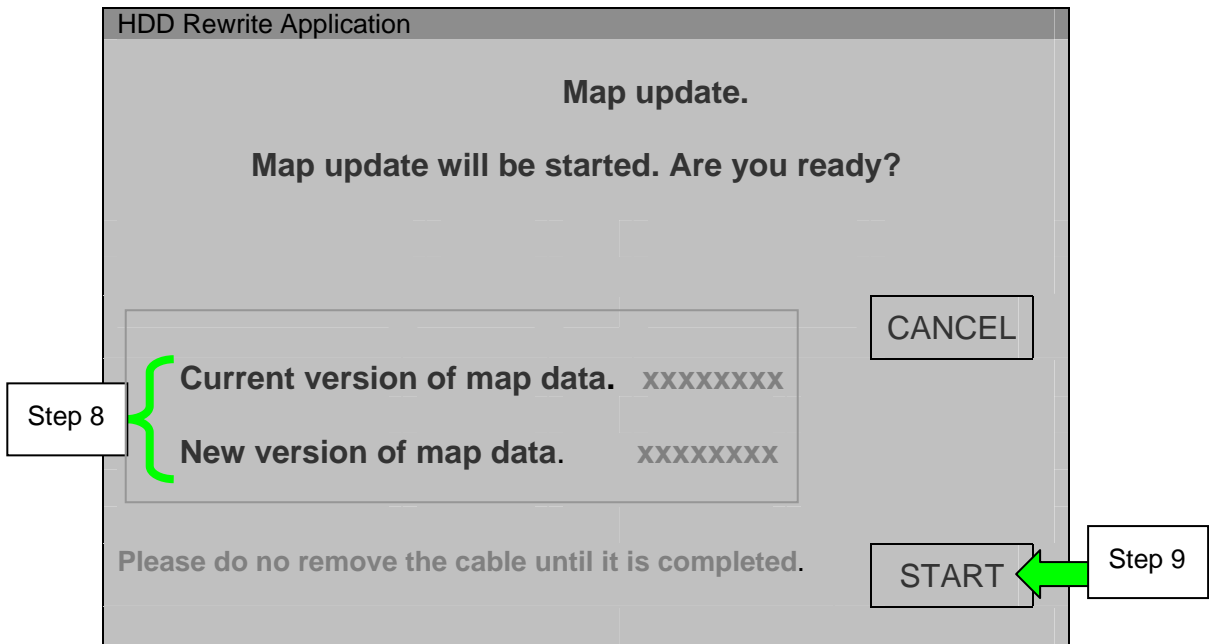 HDD Rewrite Application
Map update.
Map update will be started. Are you ready?
CANCEL
Current version of map data. xxxxxxxx
Step 8
New version of map data. xxxxxxxx
Please do no remove the cable until it is completed.
START
Step 9